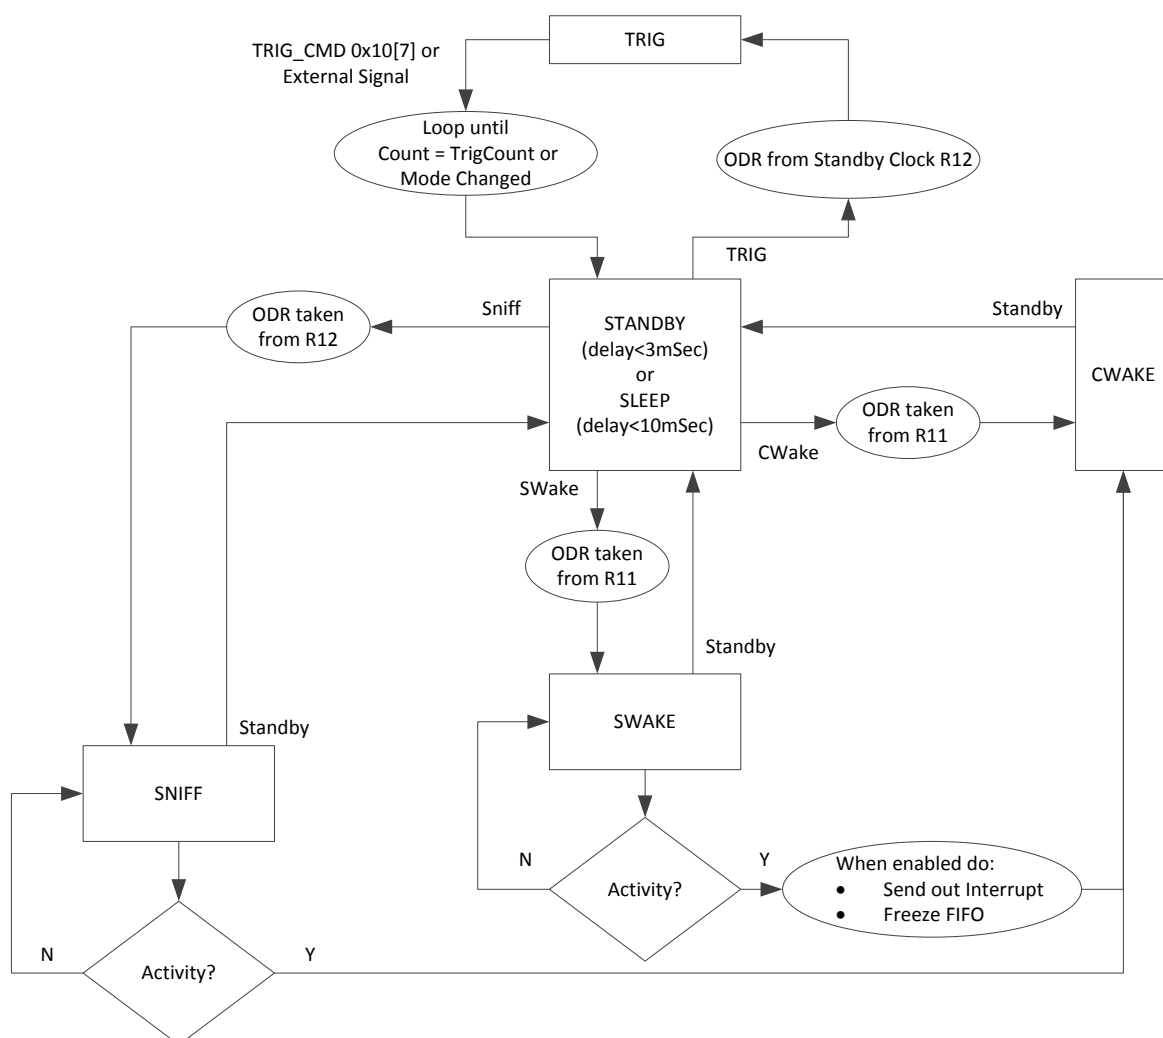 TRIG
TRIG_CMD 0x10[7] or
External Signal
Loop until
Count = TrigCount or
Mode Changed
ODR from Standby Clock R12
TRIG
Sniff
ODR taken
from R12
STANDBY
(delay<3mSec)
or
SLEEP
(delay<10mSec)
Standby
CWAKE
ODR taken
from R11
CWake
SWake
ODR taken
from R11
Standby
SWAKE
Standby
SNIFF
N
Activity?
Y
When enabled do:
• Send out Interrupt
• Freeze FIFO
N
Activity?
Y